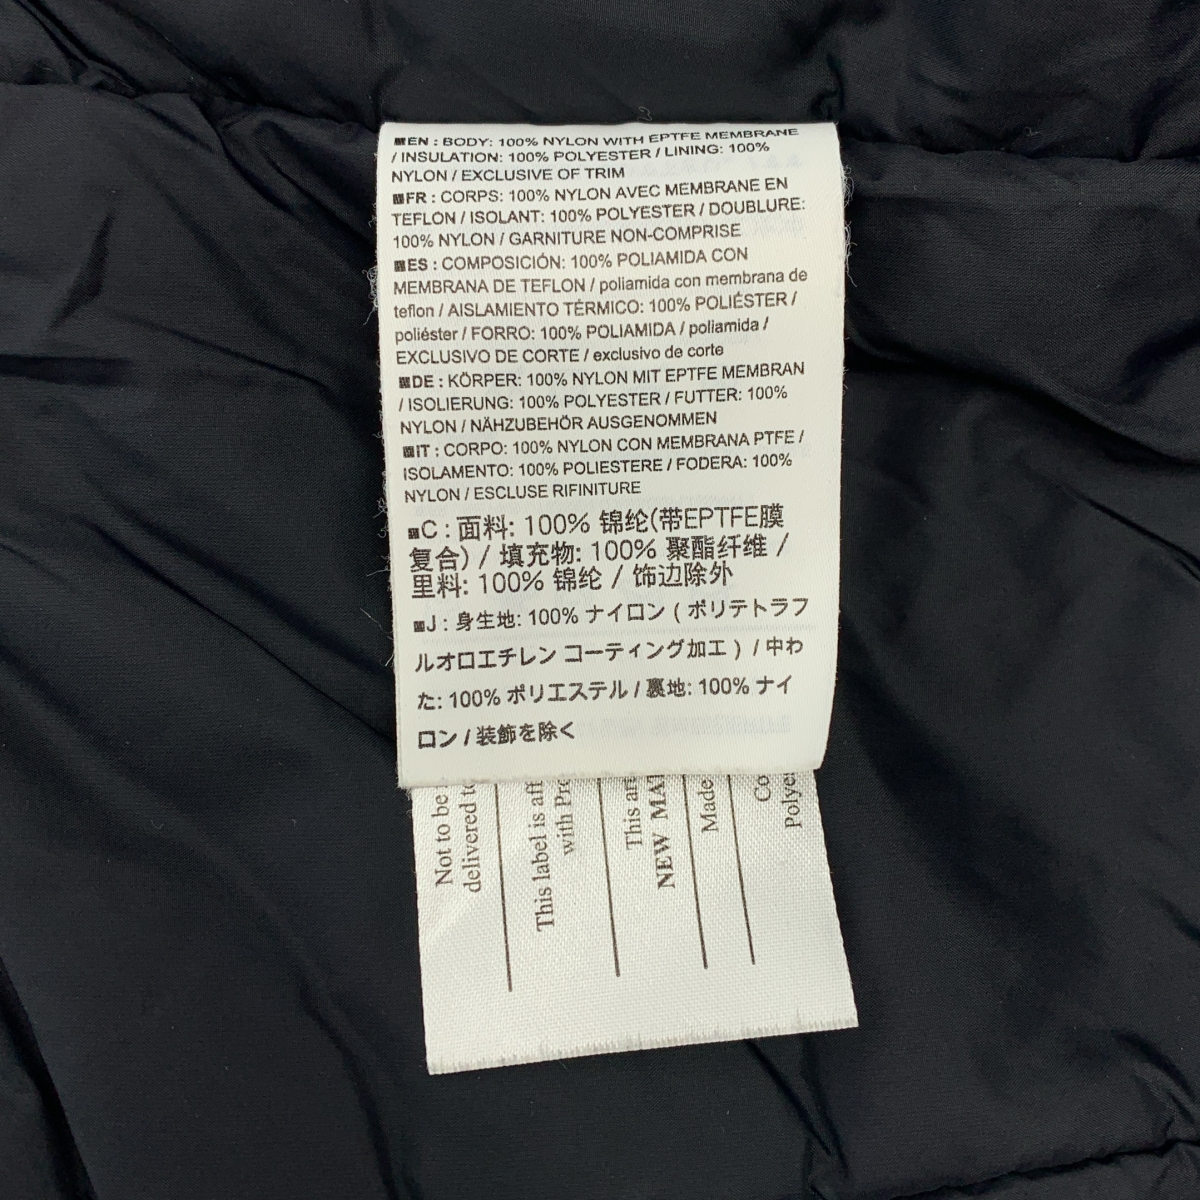 EN : BODY: 100% NYLON WITH EPTFE MEMBRANE
/ INSULATION: 100% POLYESTER / LINING: 100%
NYLON / EXCLUSIVE OF TRIM
FR : CORPS: 100% NYLON AVEC MEMBRANE EN
TEFLON / ISOLANT: 100% POLYESTER / DOUBLURE:
100% NYLON / GARNITURE NON-COMPRISE
ES : COMPOSICIÓN: 100% POLIAMIDA CON
MEMBRANA DE TEFLON / poliamida con membrana de
teflon / AISLAMIENTO TÉRMICO: 100% POLIÉSTER /
poliéster / FORRO: 100% POLIAMIDA / poliamida /
EXCLUSIVO DE CORTE / exclusivo de corte
DE : KÖRPER: 100% NYLON MIT EPTFE MEMBRAN
/ ISOLIERUNG: 100% POLYESTER / FUTTER: 100%
NYLON / NÄHZUBEHÖR AUSGENOMMEN
iT : CORPO: 100% NYLON CON MEMBRANA PTFE /
ISOLAMENTO: 100% POLIESTERE / FODERA: 100%
NYLON / ESCLUSE RIFINITURE
C : 面料: 100% 锦纶(带EPTFE膜
复合) / 填充物: 100% 聚酯纤维 /
里料: 100% 锦纶 / 饰边除外
J : 身生地: 100% ナイロン ( ポリテトラフ
ルオロエチレン コーティング加工 ) / 中わ
た: 100% ポリエステル / 裏地: 100% ナイ
ロン / 装飾を除く
Not to be
delivered to
This label is aff
with Pr
This
NEW MA
Made
Co
Polye